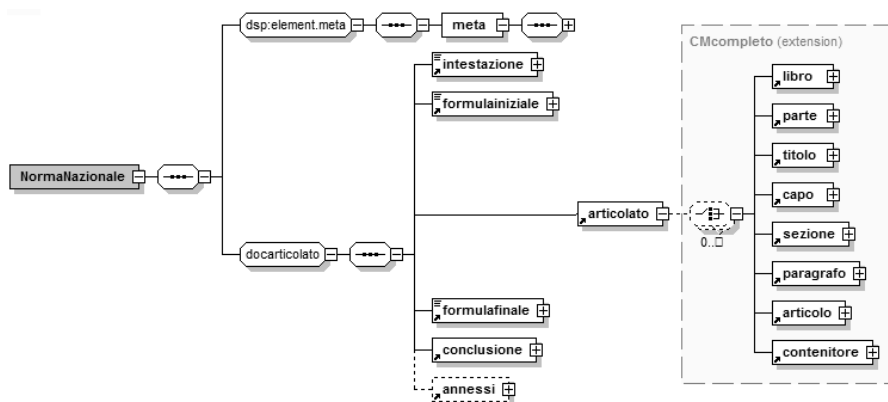 dsp:element.meta
meta
CMcompleto (extension)
intestazione
libro
formulainiziale
parte
titolo
NormaNazionale
capo
articolato
sezione
0..
docarticolato
paragrafo
formulafinale
articolo
conclusione
contenitore
annessi